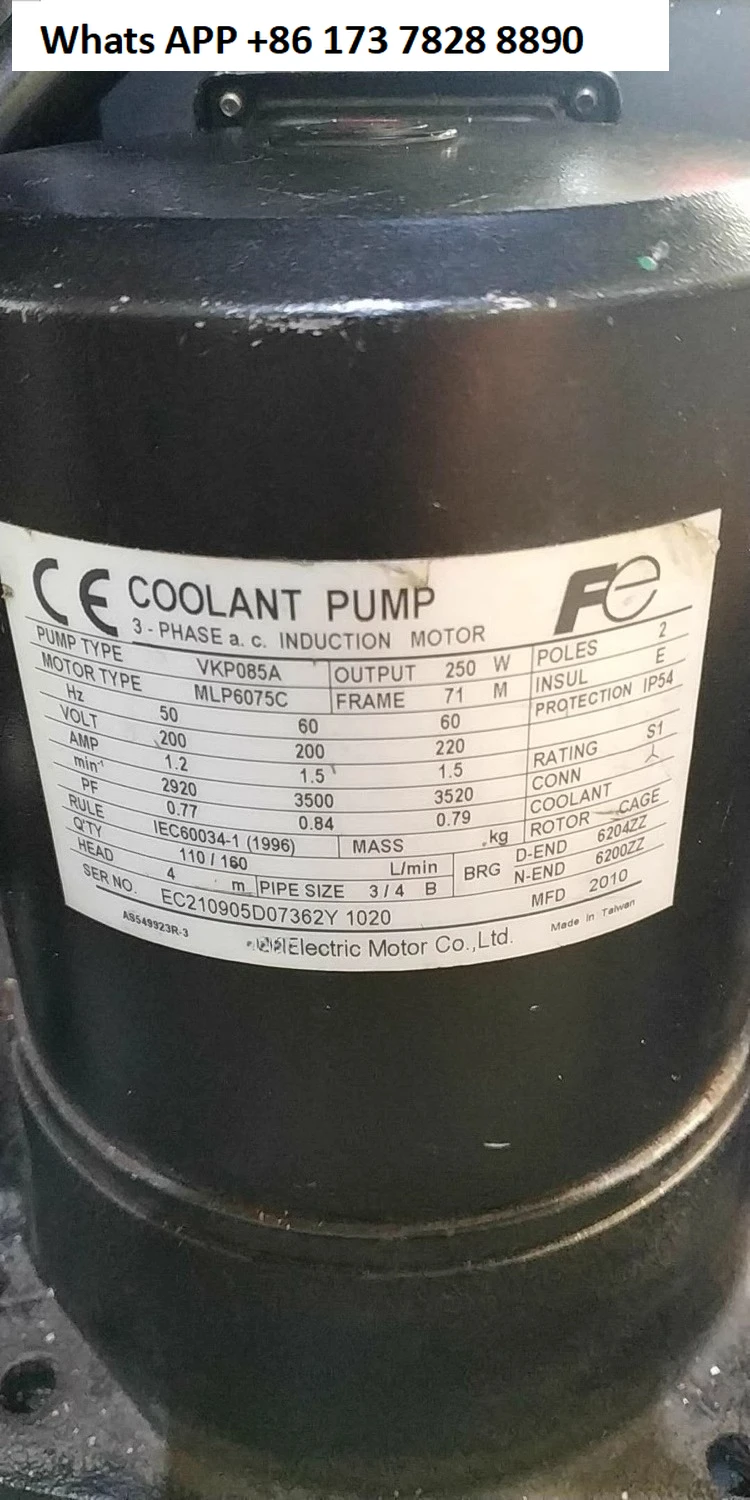 Whats APP +86 173 7828 8890
CE COOLANT PUMP Fe
3 - PHASE a. c. INDUCTION MOTOR
PUMP TYPE VKP085A OUTPUT 250 W POLES 2
MOTOR TYPE MLP6075C FRAME 71 M INSUL E
Hz 50 60 60 PROTECTION IP54
VOLT 200 200 220
AMP 1.2 1.5 1.5 RATING S1
min-1 2920 3500 3520 CONN
PF 0.77 0.84 0.79 COOLANT
RULE IEC60034-1 (1996) MASS .kg ROTOR CAGE
Q'TY 110 / 160 L/min BRG D-END 6204ZZ
HEAD 4 m PIPE SIZE 3 / 4 B N-END 6200ZZ
SER NO. EC210905D07362Y 1020 MFD 2010
AS549923R-3 Electric Motor Co.,Ltd. Made in Taiwan